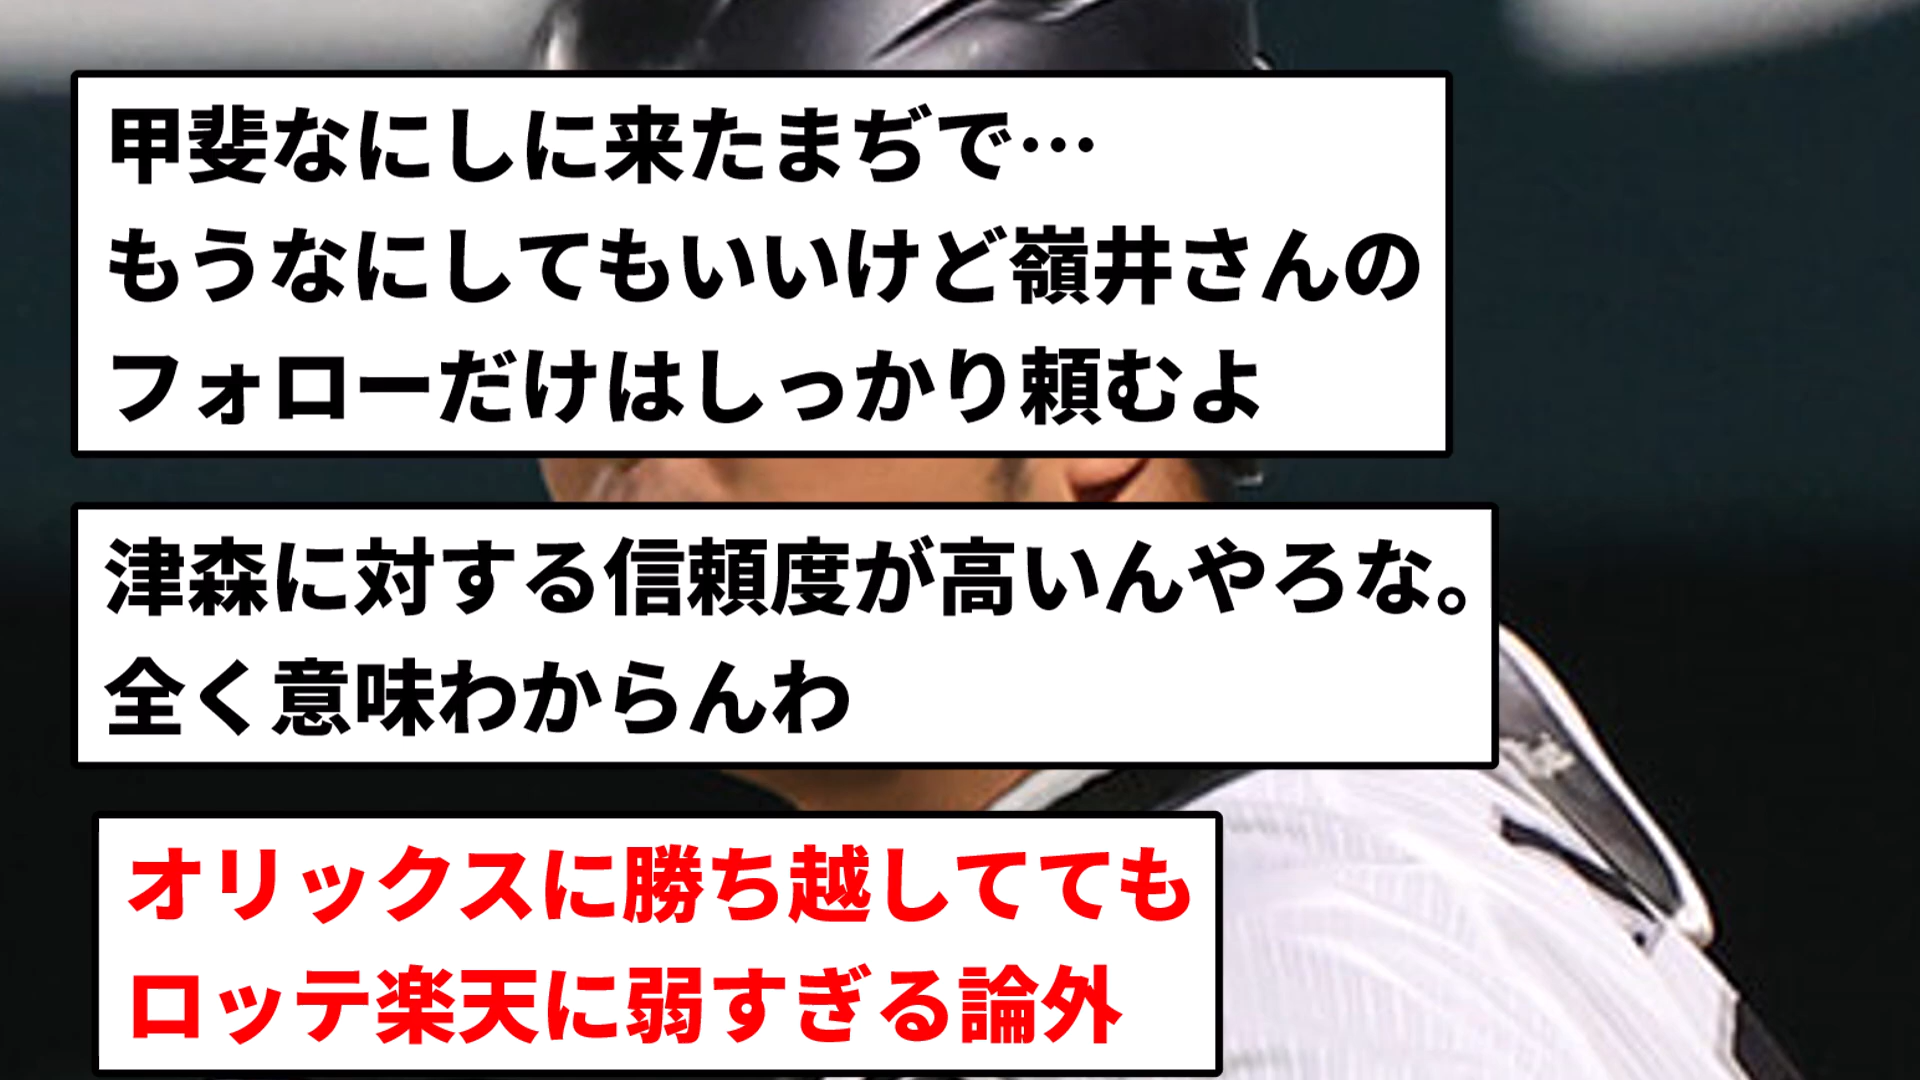 甲斐なにしに来たまぢで…
もうなにしてもいいけど嶺井さんの
フォローだけはしっかり頼むよ
津森に対する信頼度が高いんやろな。
全く意味わからんわ
オリックスに勝ち越してても
ロッテ楽天に弱すぎる論外